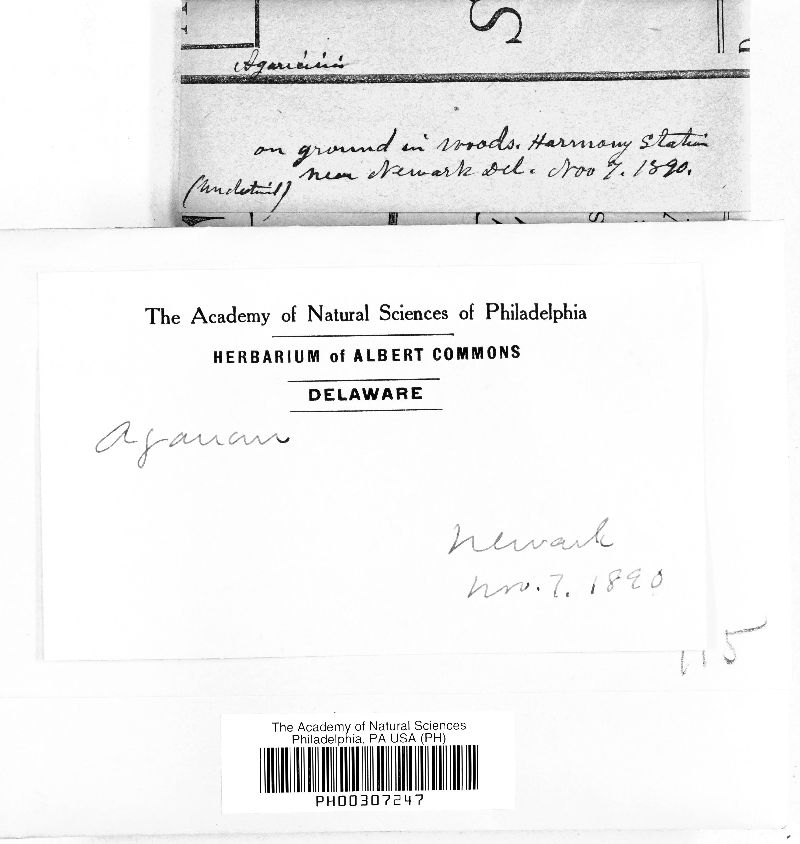 Agaricini
on ground in woods. Harmony Station
near Newark Del. Nov 7. 1890.
The Academy of Natural Sciences of Philadelphia
HERBARIUM of ALBERT COMMONS
DELAWARE
Newark
Nov. 7. 1890
115
The Academy of Natural Sciences
Philadelphia, PA USA (PH)
PH00307247